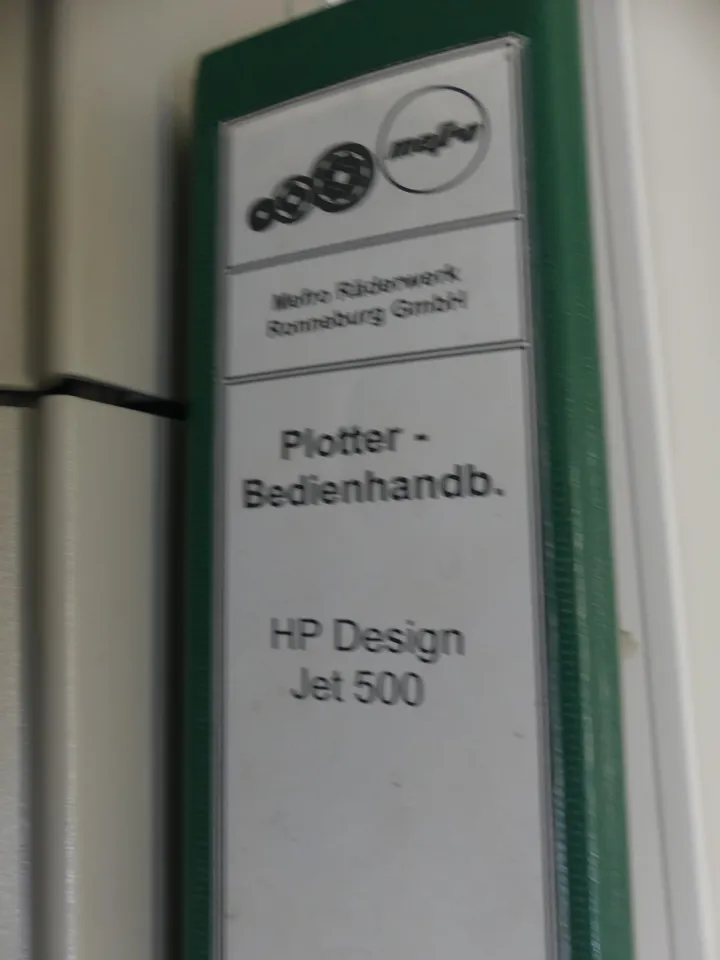 Räderwerk
Ronneburg GmbH
Plotter -
Bedienhandb.
HP Design
Jet 500